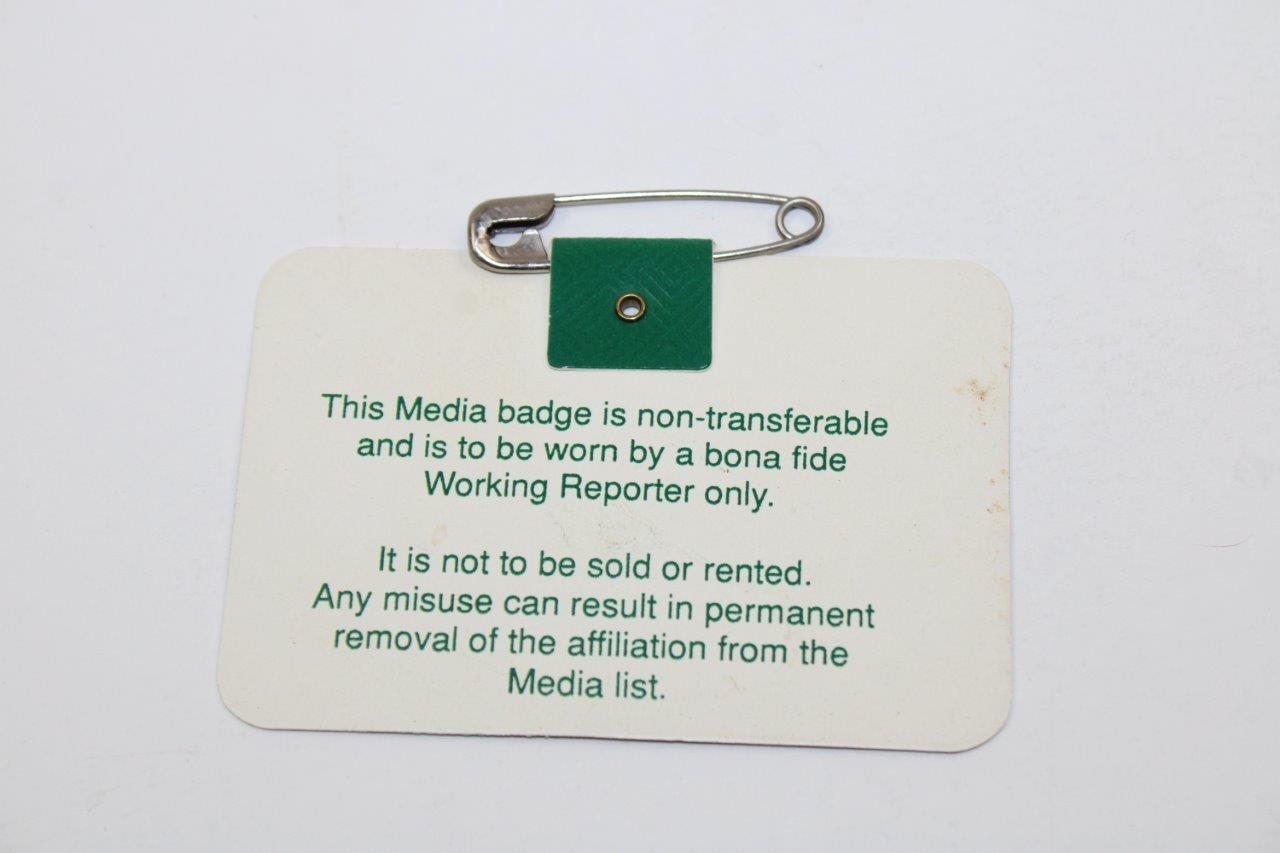 This Media badge is non-transferable
and is to be worn by a bona fide
Working Reporter only.
It is not to be sold or rented.
Any misuse can result in permanent
removal of the affiliation from the
Media list.